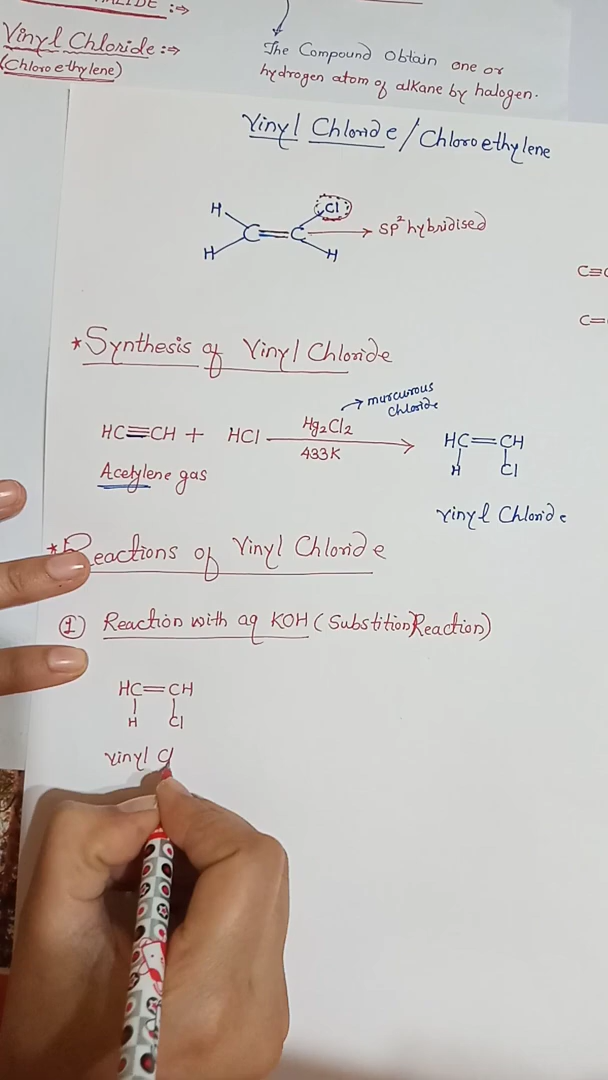 Vinyl Chloride :⇒
(Chloroethylene)
The Compound Obtain one or
hydrogen atom of alkane by halogen.
Vinyl Chloride / Chloroethylene
H Cl
C=C → SP² hybridised
H H
C≡C
C=
*Synthesis of Vinyl Chloride
→ murcurous
chloride
HC≡CH + HCl Hg₂Cl₂ HC=CH
433K H Cl
Acetylene gas
vinyl Chloride
*Reactions of Vinyl Chloride
① Reaction with aq KOH (Substition Reaction)
HC=CH
H Cl
vinyl C